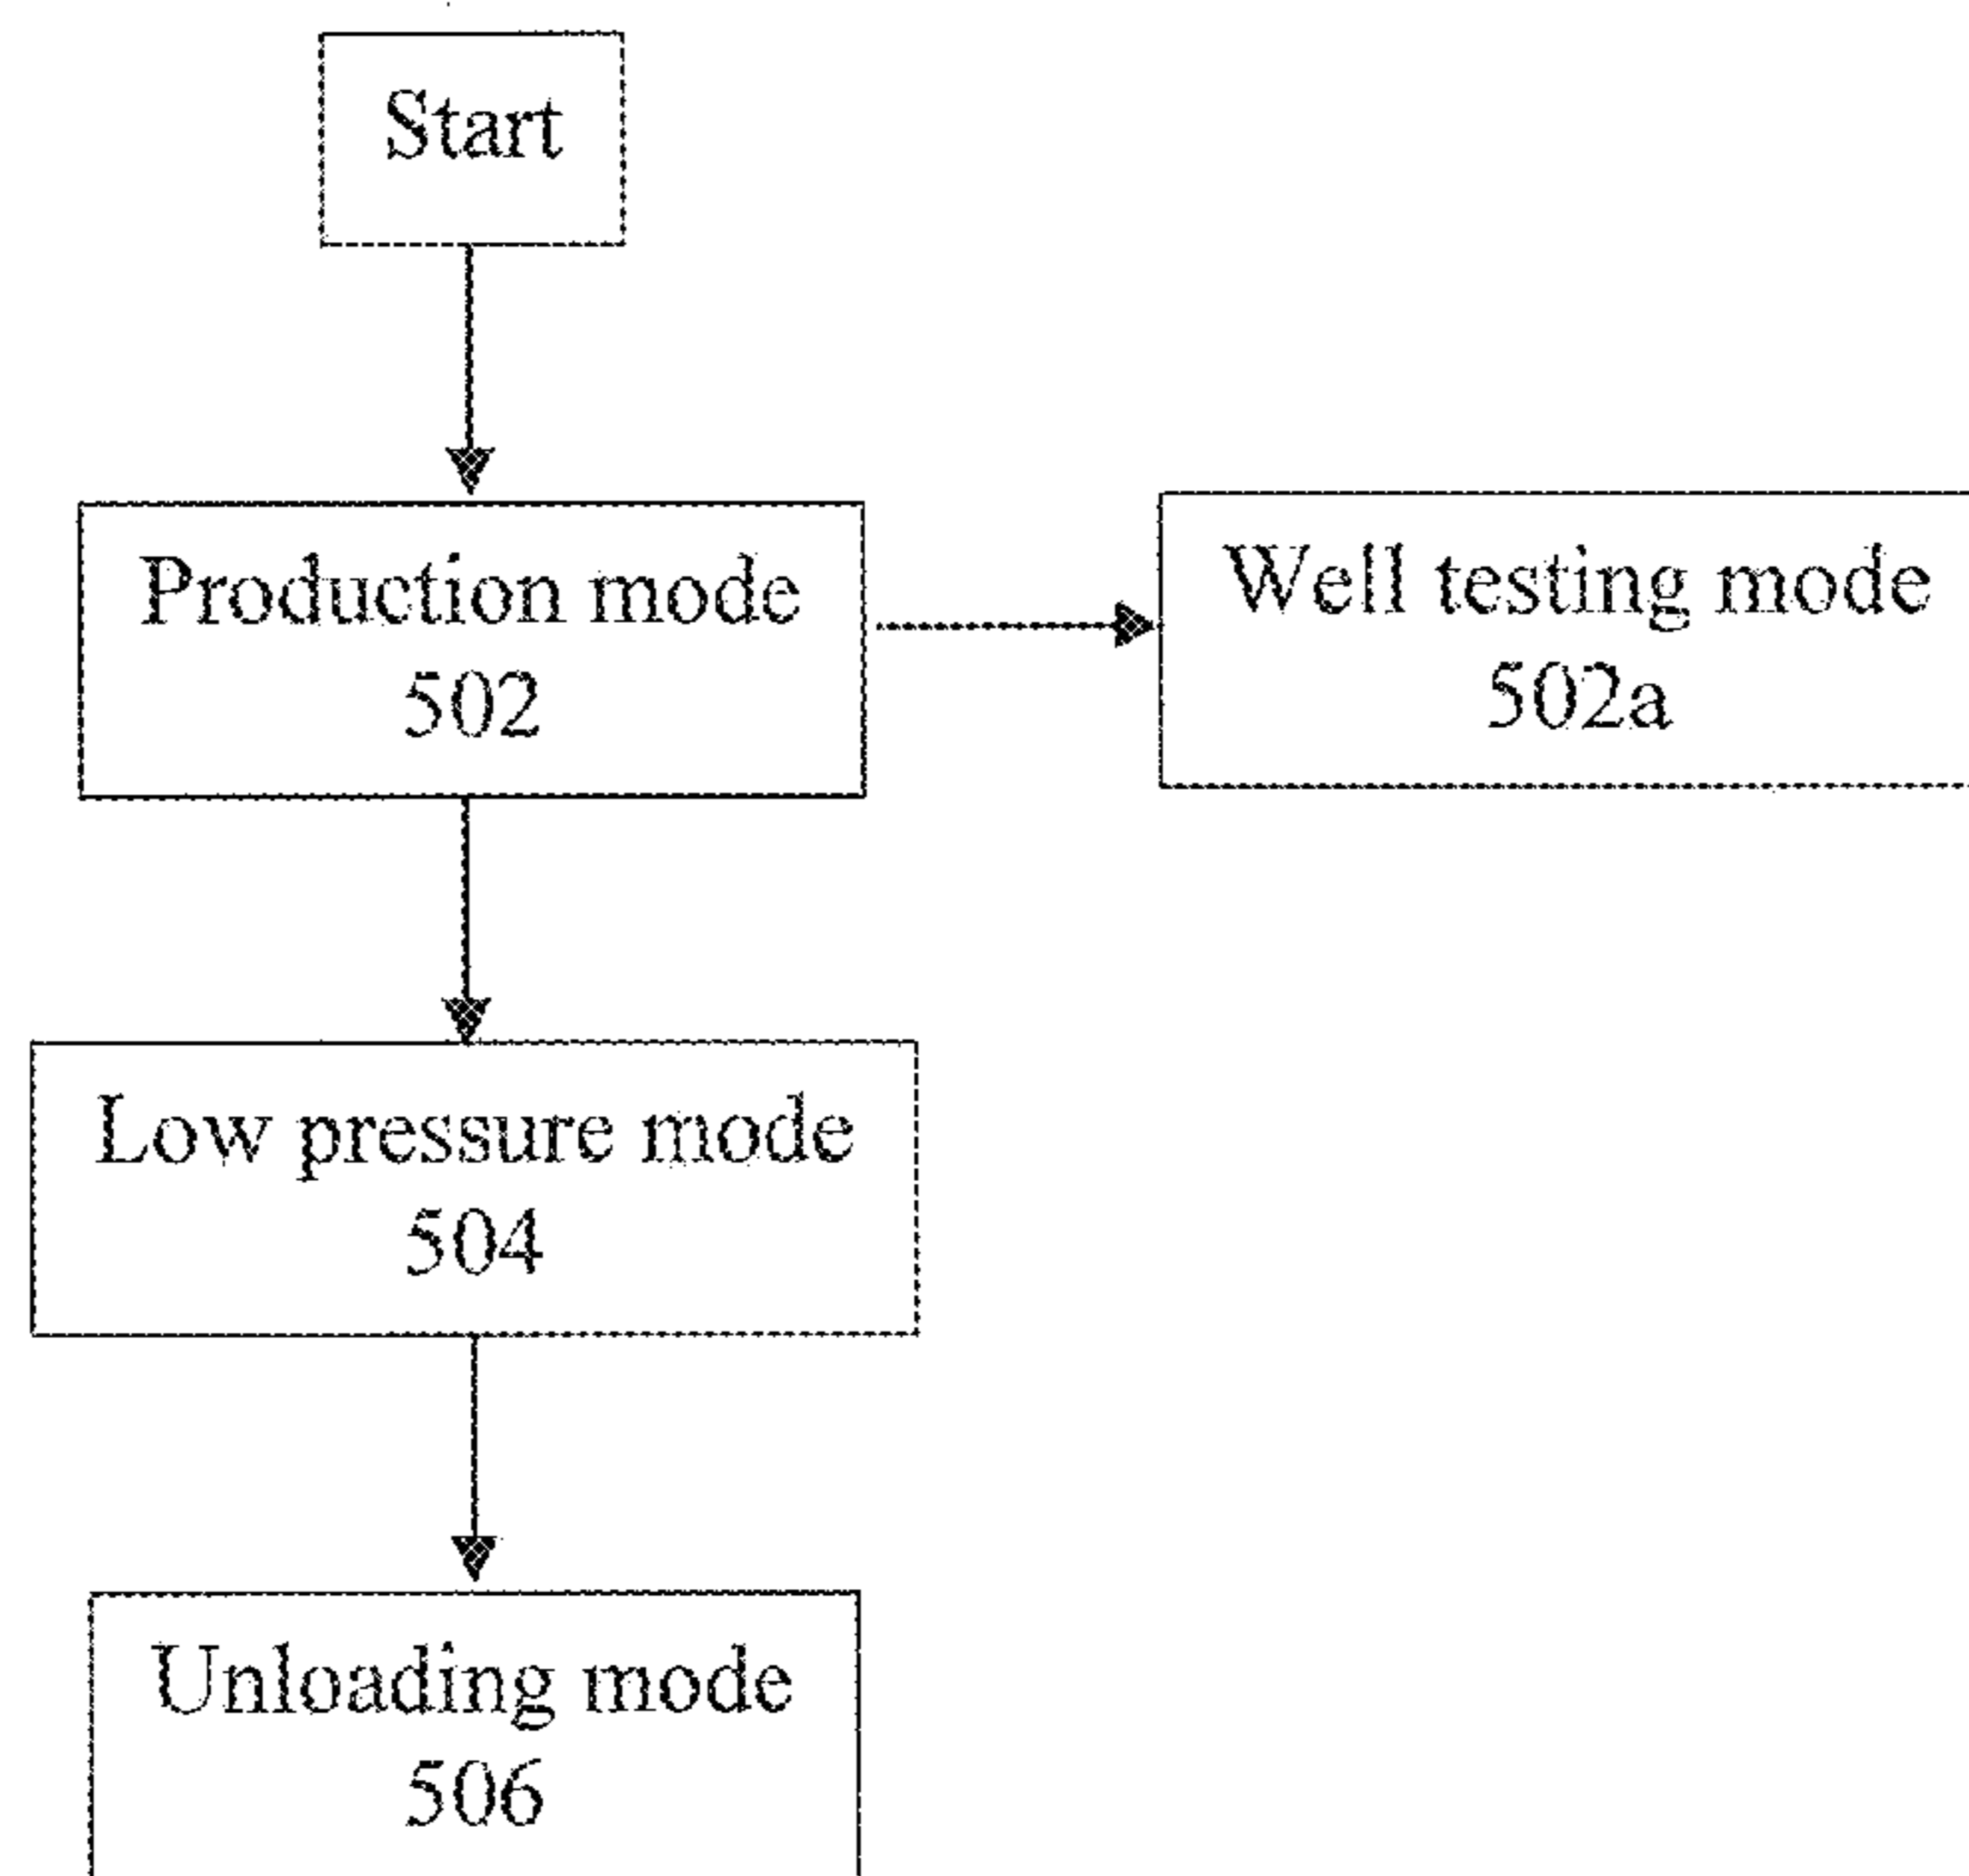 Start
Production mode
502
Well testing mode
502a
Low pressure mode
504
Unloading mode
506